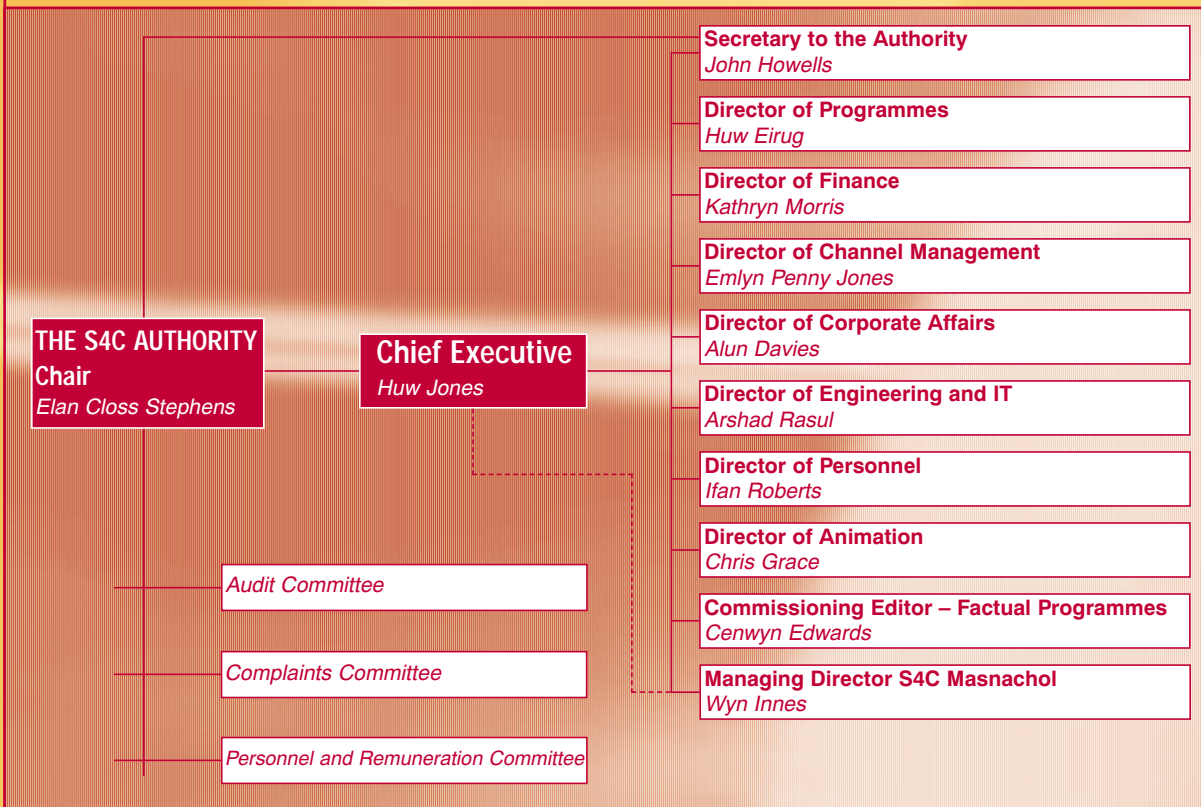 THE S4C AUTHORITY
Chair
Elan Closs Stephens
Chief Executive
Huw Jones
Secretary to the Authority
John Howells
Director of Programmes
Huw Eirug
Director of Finance
Kathryn Morris
Director of Channel Management
Emlyn Penny Jones
Director of Corporate Affairs
Alun Davies
Director of Engineering and IT
Arshad Rasul
Director of Personnel
Ifan Roberts
Director of Animation
Chris Grace
Commissioning Editor – Factual Programmes
Cenwyn Edwards
Managing Director S4C Masnachol
Wyn Innes
Audit Committee
Complaints Committee
Personnel and Remuneration Committee